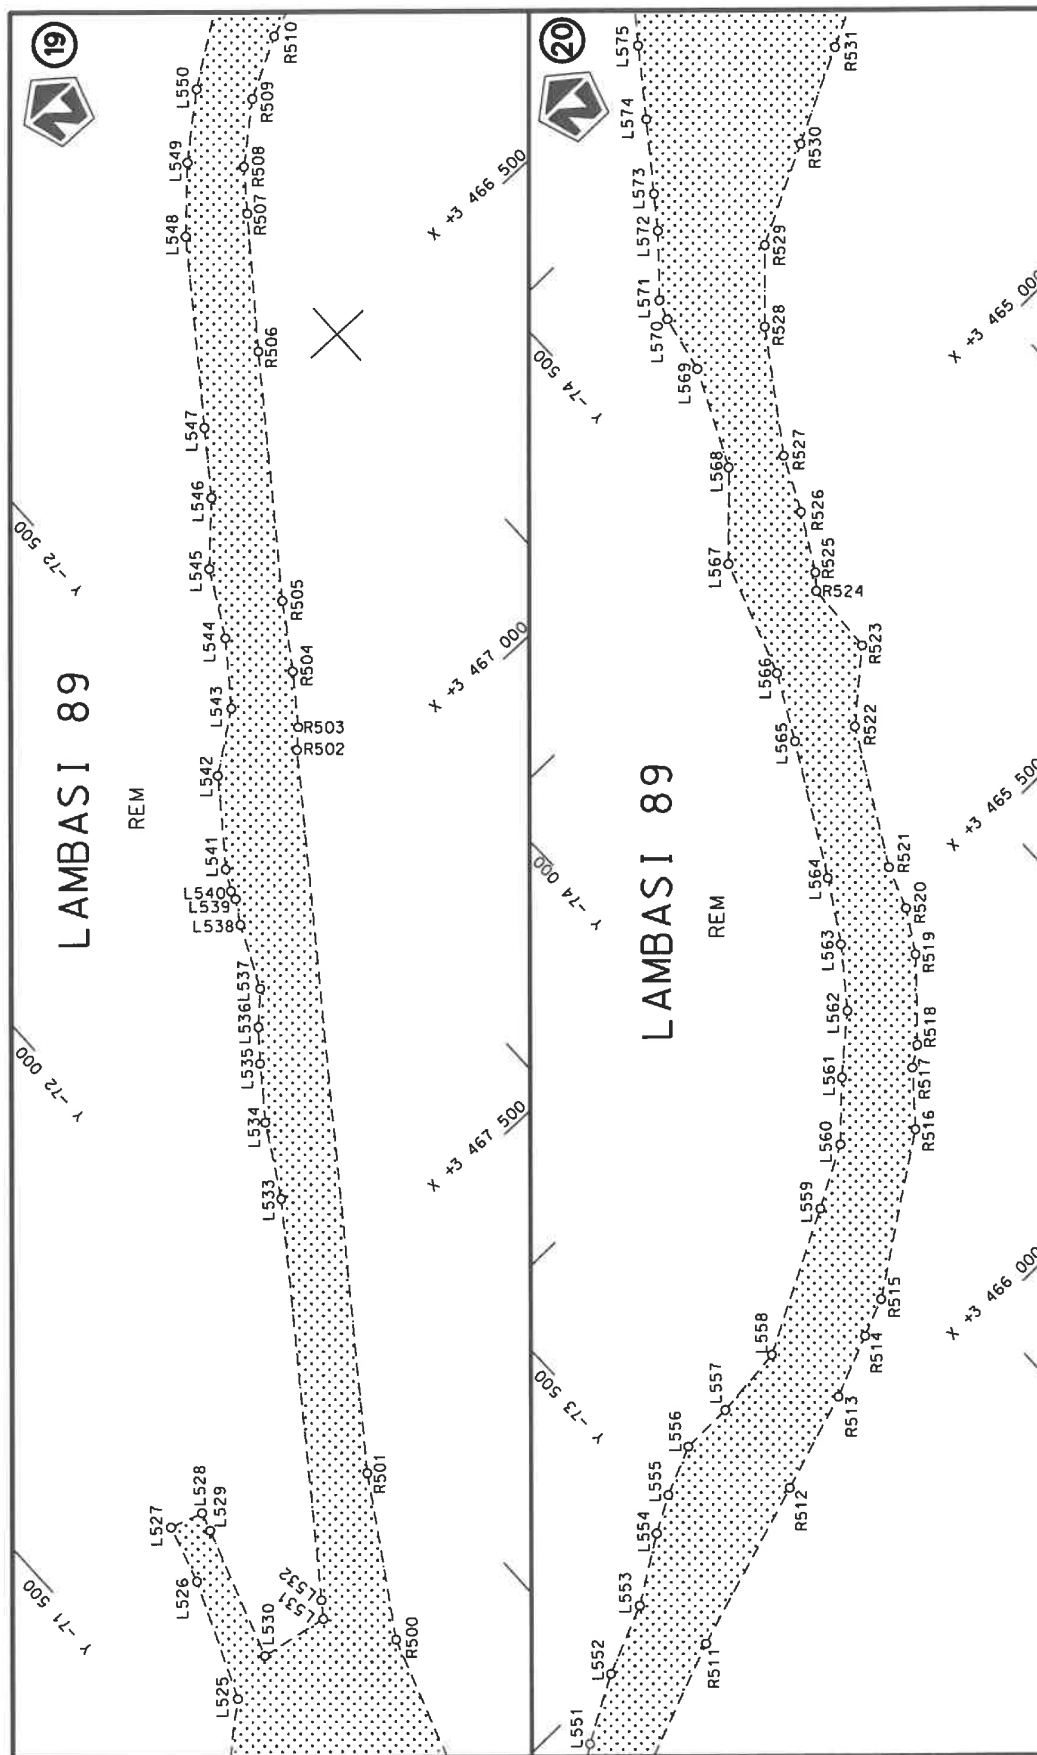 19
L525
L526
L527
L528
L529
L530
L531
L532
L533
L534
L535
L536
L537
L538
L539
L540
L541
L542
L543
L544
L545
L546
L547
L548
L549
L550
R500
R501
R502
R503
R504
R505
R506
R507
R508
R509
R510
LAMBASI 89
REM
Y -71 500
Y -72 000
Y -72 500
X +3 467 500
X +3 467 000
X +3 466 500
20
L551
L552
L553
L554
L555
L556
L557
L558
L559
L560
L561
L562
L563
L564
L565
L566
L567
L568
L569
L570
L571
L572
L573
L574
L575
R511
R512
R513
R514
R515
R516
R517
R518
R519
R520
R521
R522
R523
R524
R525
R526
R527
R528
R529
R530
R531
LAMBASI 89
REM
Y -73 500
Y -74 000
Y -74 500
X +3 466 000
X +3 465 500
X +3 465 000